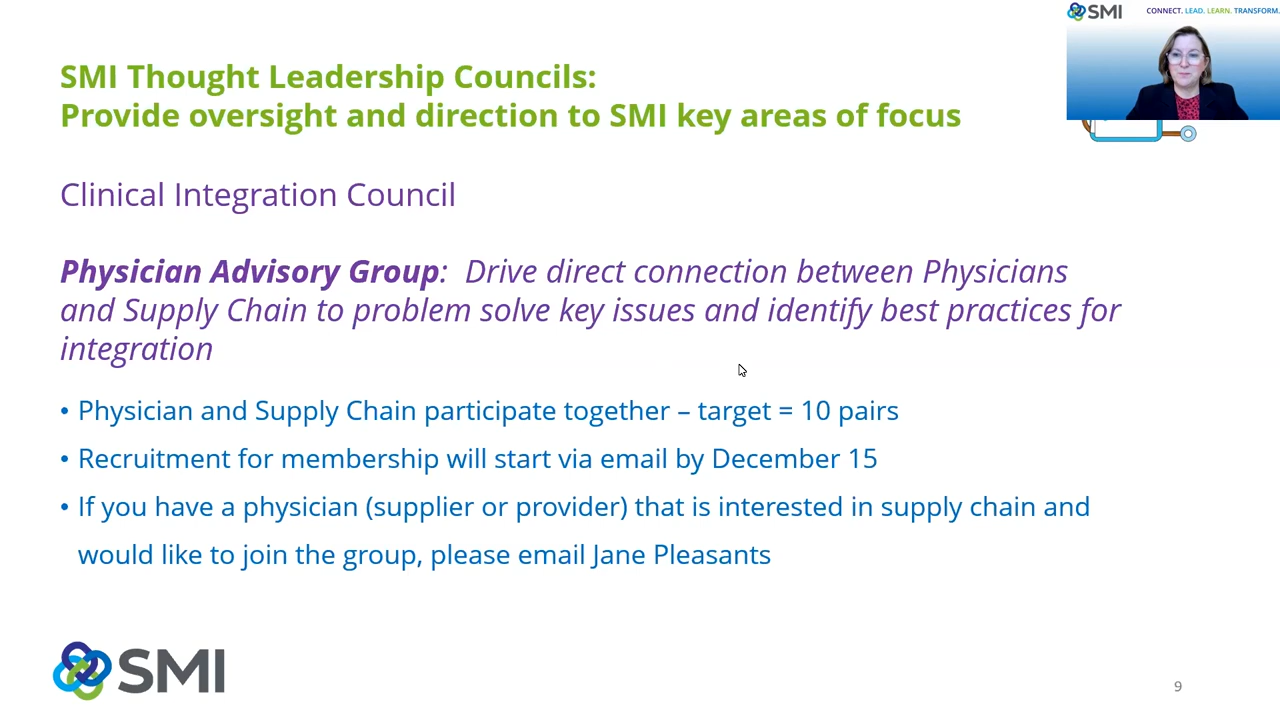 SMI
CONNECT. LEAD. LEARN. TRANSFORM.
SMI Thought Leadership Councils:
Provide oversight and direction to SMI key areas of focus
Clinical Integration Council
Physician Advisory Group: Drive direct connection between Physicians
and Supply Chain to problem solve key issues and identify best practices for
integration
• Physician and Supply Chain participate together – target = 10 pairs
• Recruitment for membership will start via email by December 15
• If you have a physician (supplier or provider) that is interested in supply chain and
would like to join the group, please email Jane Pleasants
SMI
9